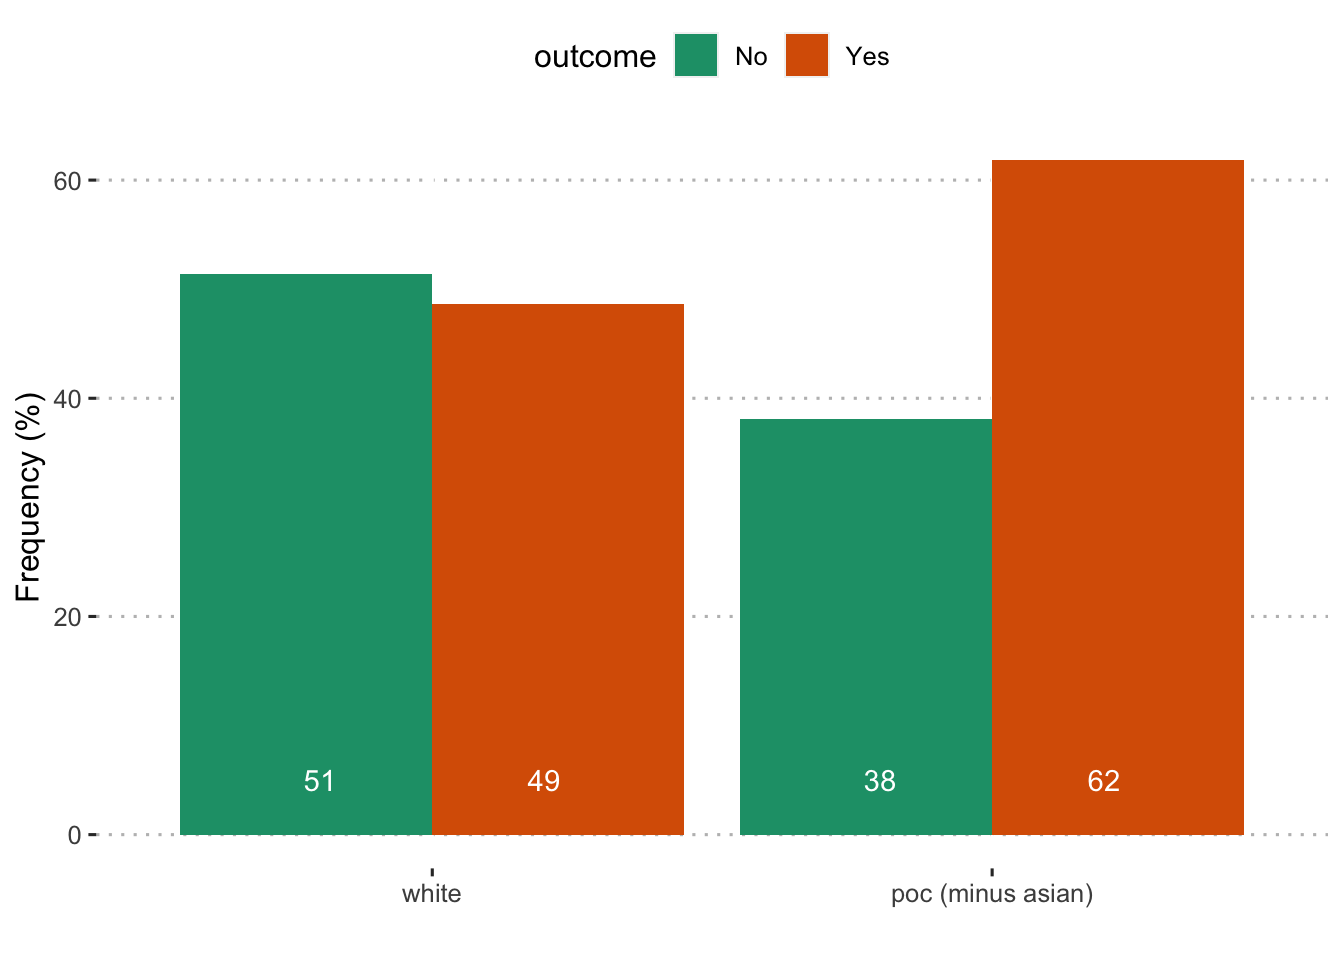 outcome No Yes
Frequency (%)
60
40
20
0
51 49 38 62
white poc (minus asian)